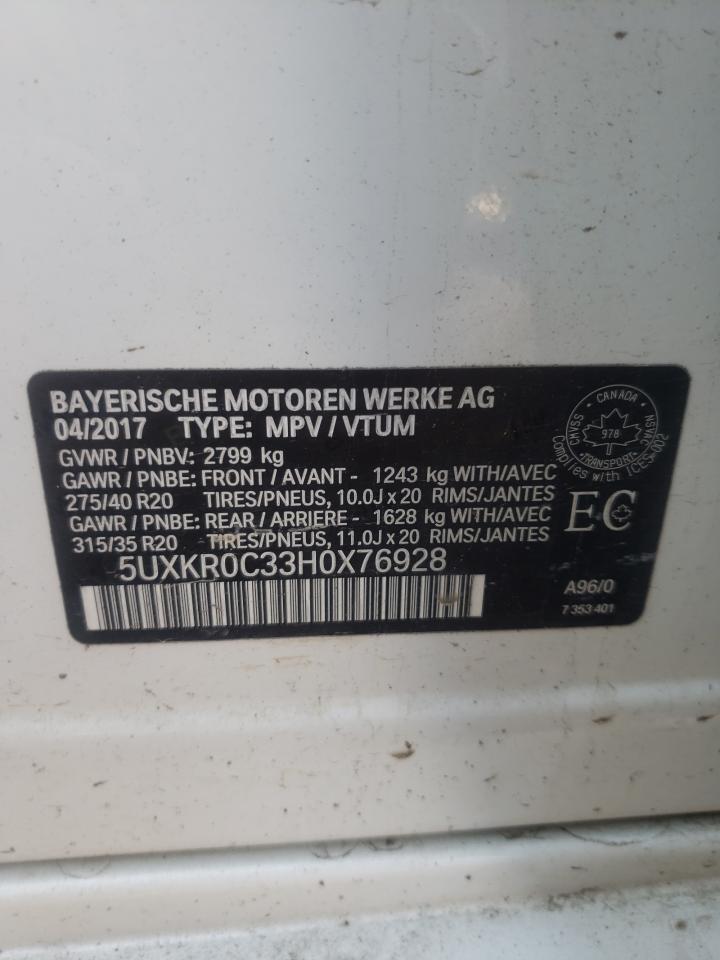 BAYERISCHE MOTOREN WERKE AG
04/2017 TYPE: MPV / VTUM
GVWR / PNBV: 2799 kg
GAWR / PNBE: FRONT / AVANT - 1243 kg WITH/AVEC
275/40 R20 TIRES/PNEUS, 10.0J x 20 RIMS/JANTES
GAWR / PNBE: REAR / ARRIERE - 1628 kg WITH/AVEC
315/35 R20 TIRES/PNEUS, 11.0J x 20 RIMS/JANTES
5UXKR0C33H0X76928
CANADA
CMVSS
NSVAC
978
TRANSPORT
Complies with ICES-002
EC
A96/0
7 353 401